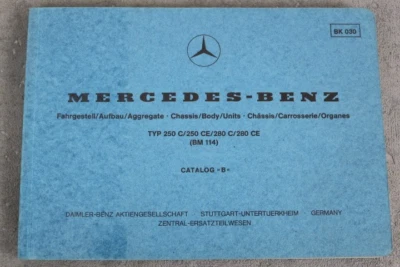 BK 030
MERCEDES-BENZ
Fahrgestell/Aufbau/Aggregate · Chassis/Body/Units · Châssis/Carrosserie/Organes
TYP 250 C/250 CE/280 C/280 CE
(BM 114)
CATALOG »B«
DAIMLER-BENZ AKTIENGESELLSCHAFT STUTTGART-UNTERTUERKHEIM · GERMANY
ZENTRAL-ERSATZTEILWESEN